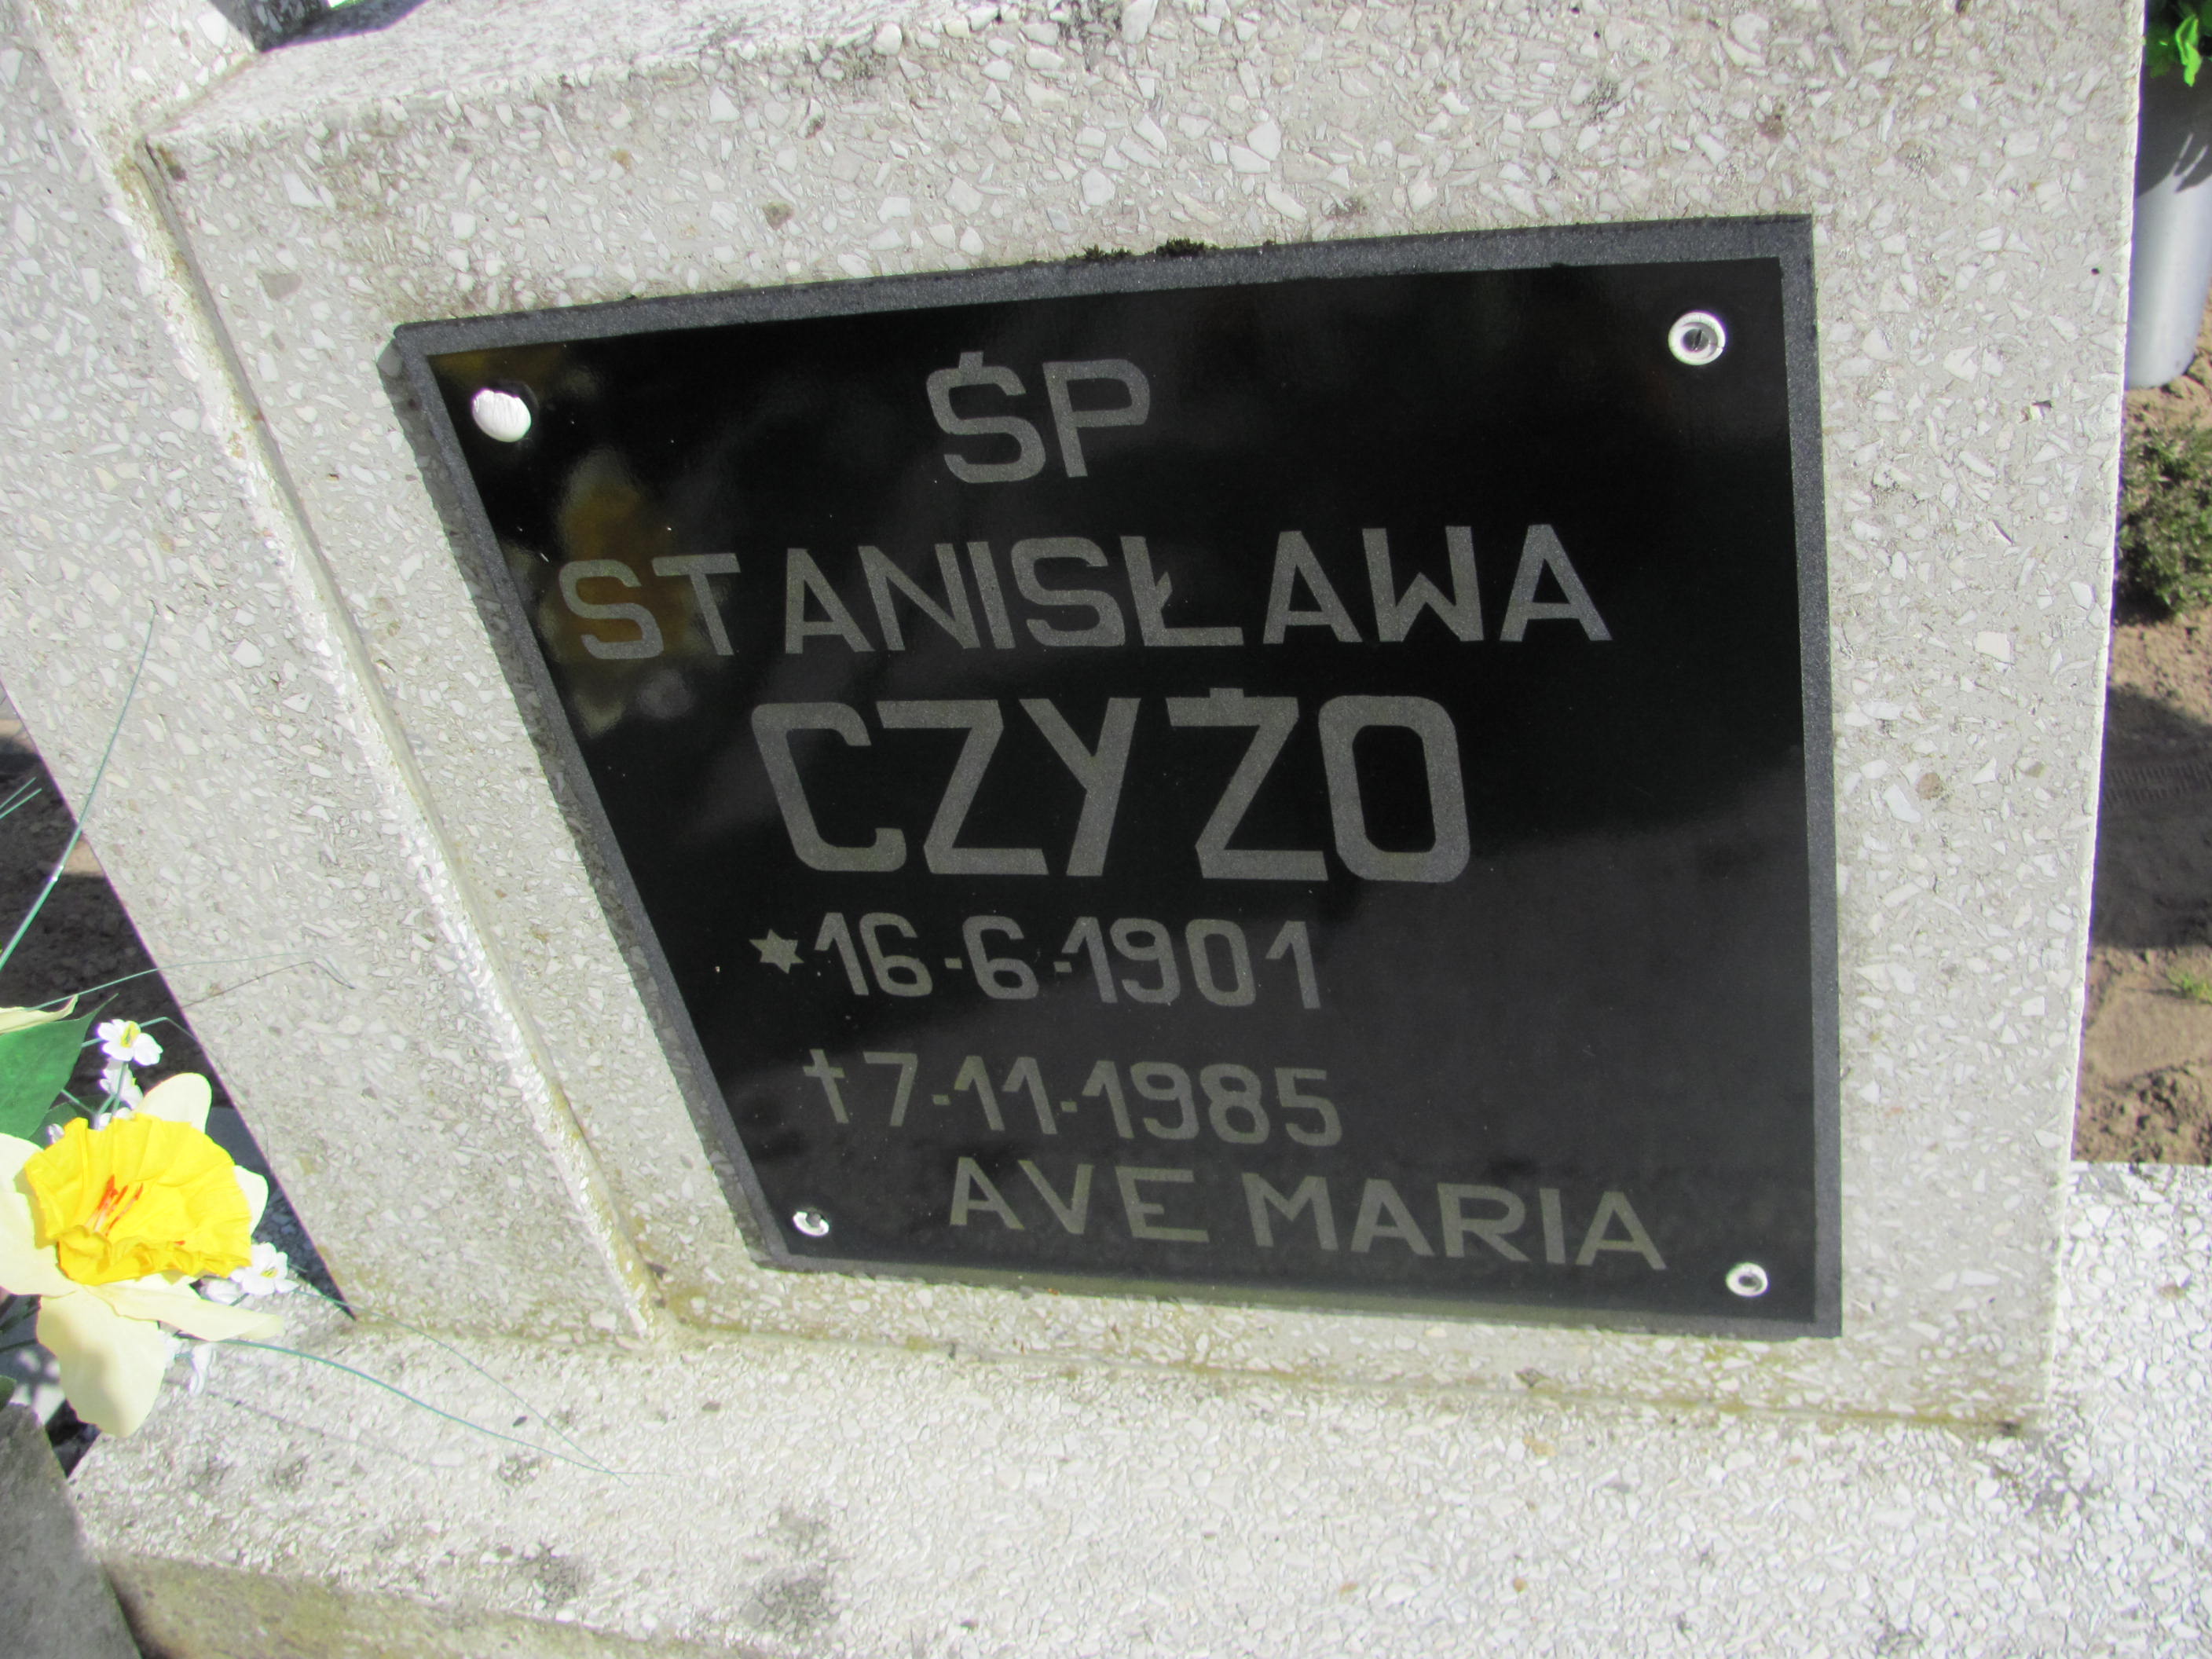 ŚP
STANISŁAWA
CZYŻO
*16-6-1901
†7-11-1985
AVE MARIA